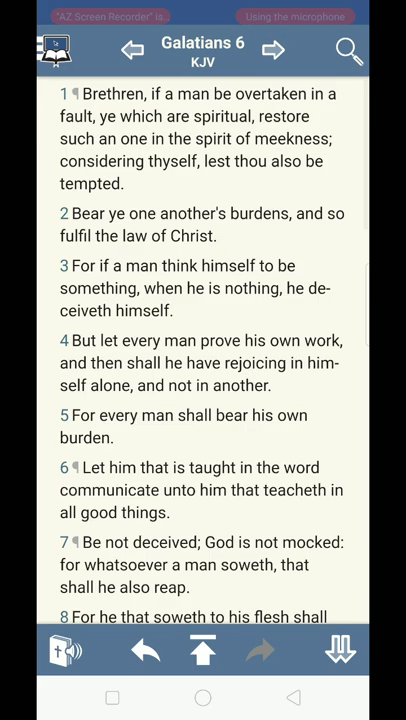 "AZ Screen Recorder" is
Using the microphone
Galatians 6
KJV
1 ¶ Brethren, if a man be overtaken in a
fault, ye which are spiritual, restore
such an one in the spirit of meekness;
considering thyself, lest thou also be
tempted.
2 Bear ye one another's burdens, and so
fulfil the law of Christ.
3 For if a man think himself to be
something, when he is nothing, he de-
ceiveth himself.
4 But let every man prove his own work,
and then shall he have rejoicing in him-
self alone, and not in another.
5 For every man shall bear his own
burden.
6 ¶ Let him that is taught in the word
communicate unto him that teacheth in
all good things.
7 ¶ Be not deceived; God is not mocked:
for whatsoever a man soweth, that
shall he also reap.
8 For he that soweth to his flesh shall